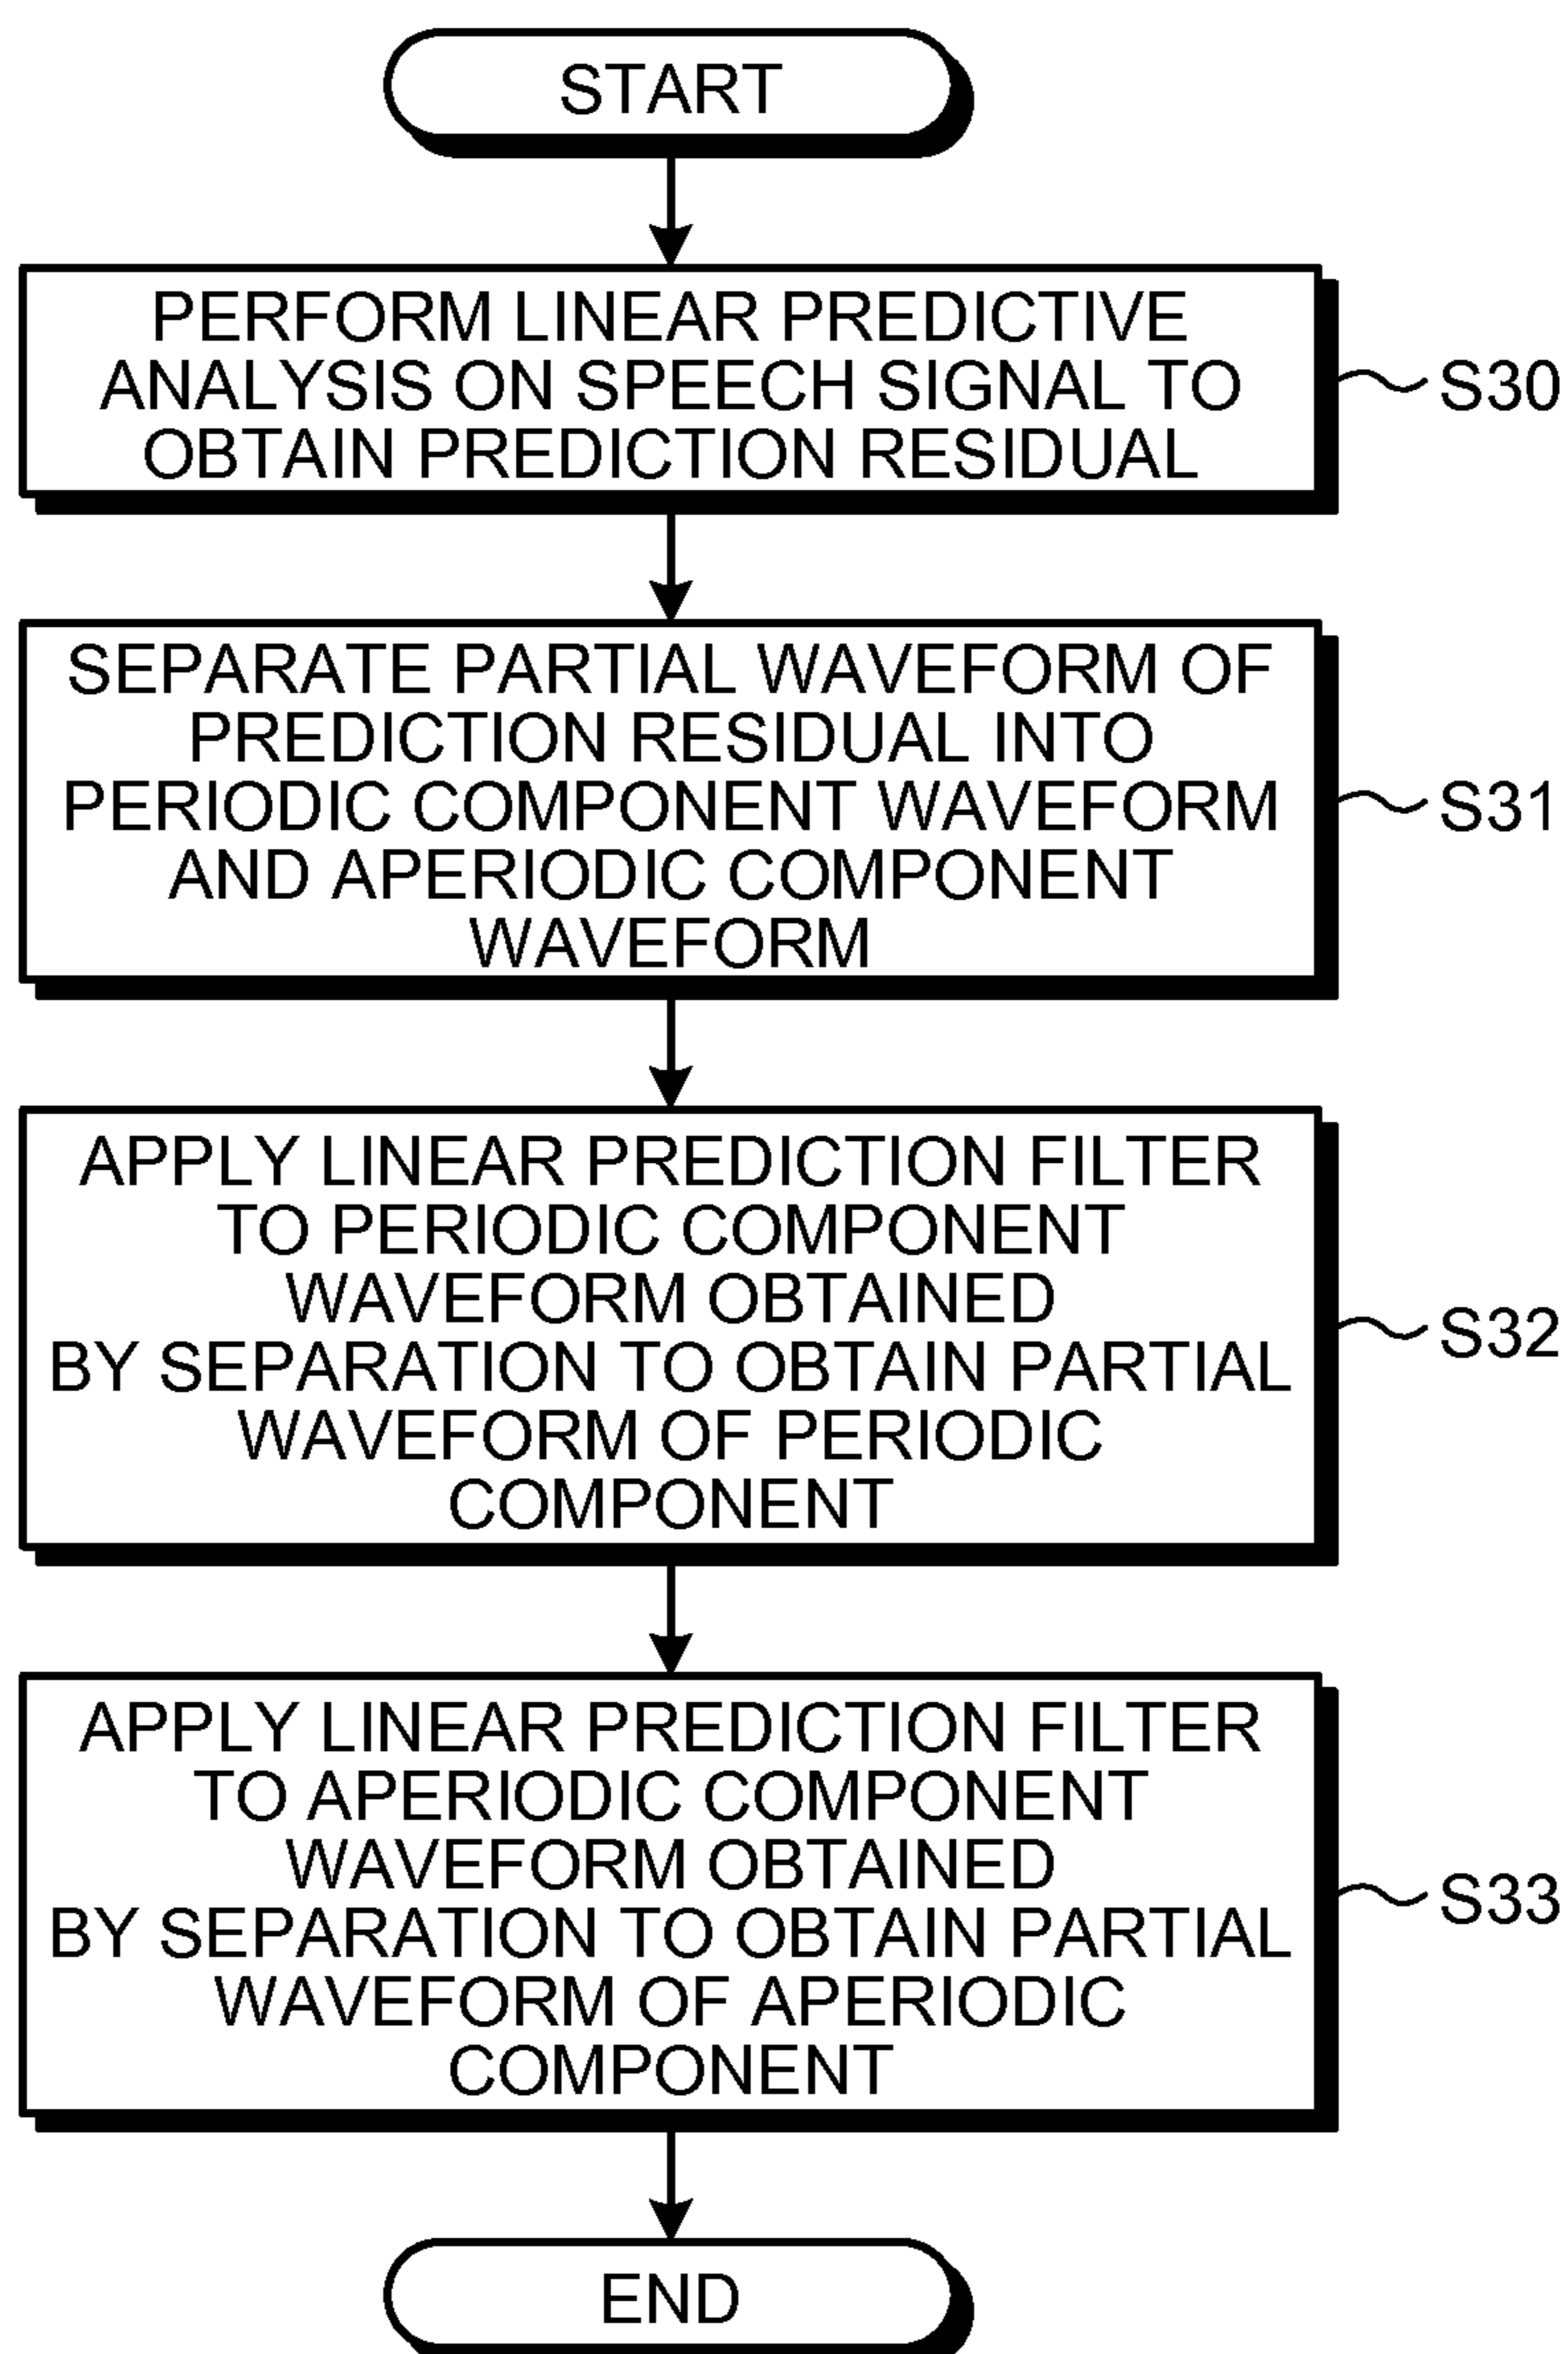 START
PERFORM LINEAR PREDICTIVE
ANALYSIS ON SPEECH SIGNAL TO
OBTAIN PREDICTION RESIDUAL
S30
SEPARATE PARTIAL WAVEFORM OF
PREDICTION RESIDUAL INTO
PERIODIC COMPONENT WAVEFORM
AND APERIODIC COMPONENT
WAVEFORM
S31
APPLY LINEAR PREDICTION FILTER
TO PERIODIC COMPONENT
WAVEFORM OBTAINED
BY SEPARATION TO OBTAIN PARTIAL
WAVEFORM OF PERIODIC
COMPONENT
S32
APPLY LINEAR PREDICTION FILTER
TO APERIODIC COMPONENT
WAVEFORM OBTAINED
BY SEPARATION TO OBTAIN PARTIAL
WAVEFORM OF APERIODIC
COMPONENT
S33
END